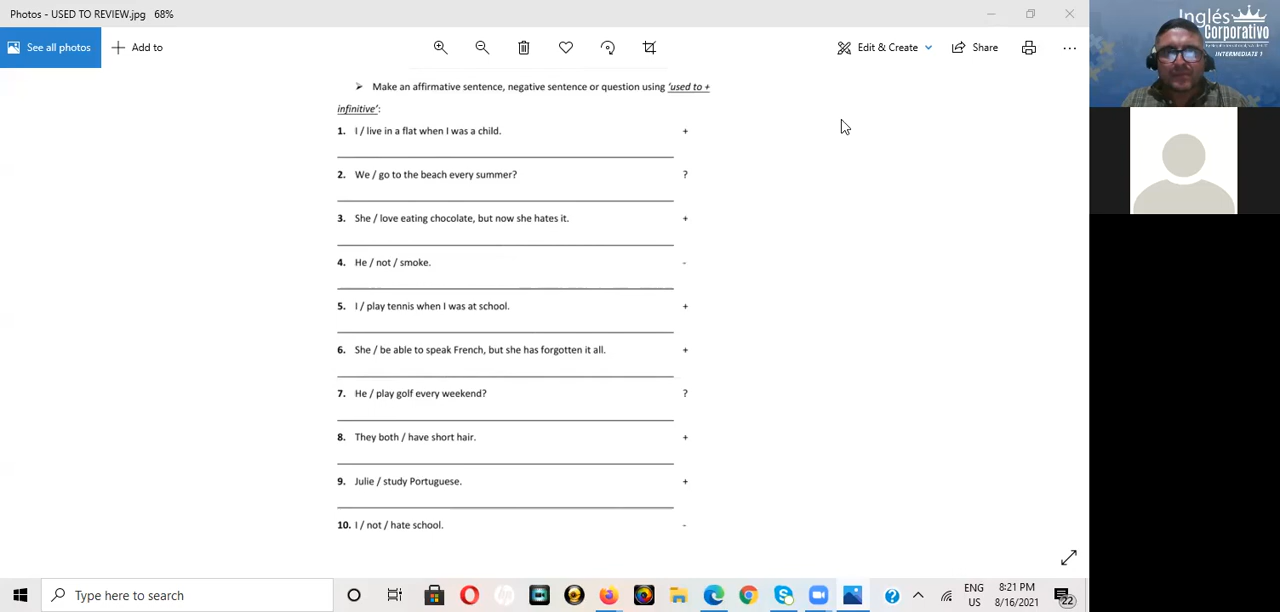 Photos - USED TO REVIEW.jpg 68%
See all photos
Add to
Edit & Create
Share
Inglés
Corporativo
INTERMEDIATE 1
➤ Make an affirmative sentence, negative sentence or question using ‘used to +
infinitive’:
1. I / live in a flat when I was a child. +
2. We / go to the beach every summer? ?
3. She / love eating chocolate, but now she hates it. +
4. He / not / smoke. -
5. I / play tennis when I was at school. +
6. She / be able to speak French, but she has forgotten it all. +
7. He / play golf every weekend? ?
8. They both / have short hair. +
9. Julie / study Portuguese. +
10. I / not / hate school. -
Type here to search
ENG
US
8:21 PM
8/16/2021
22